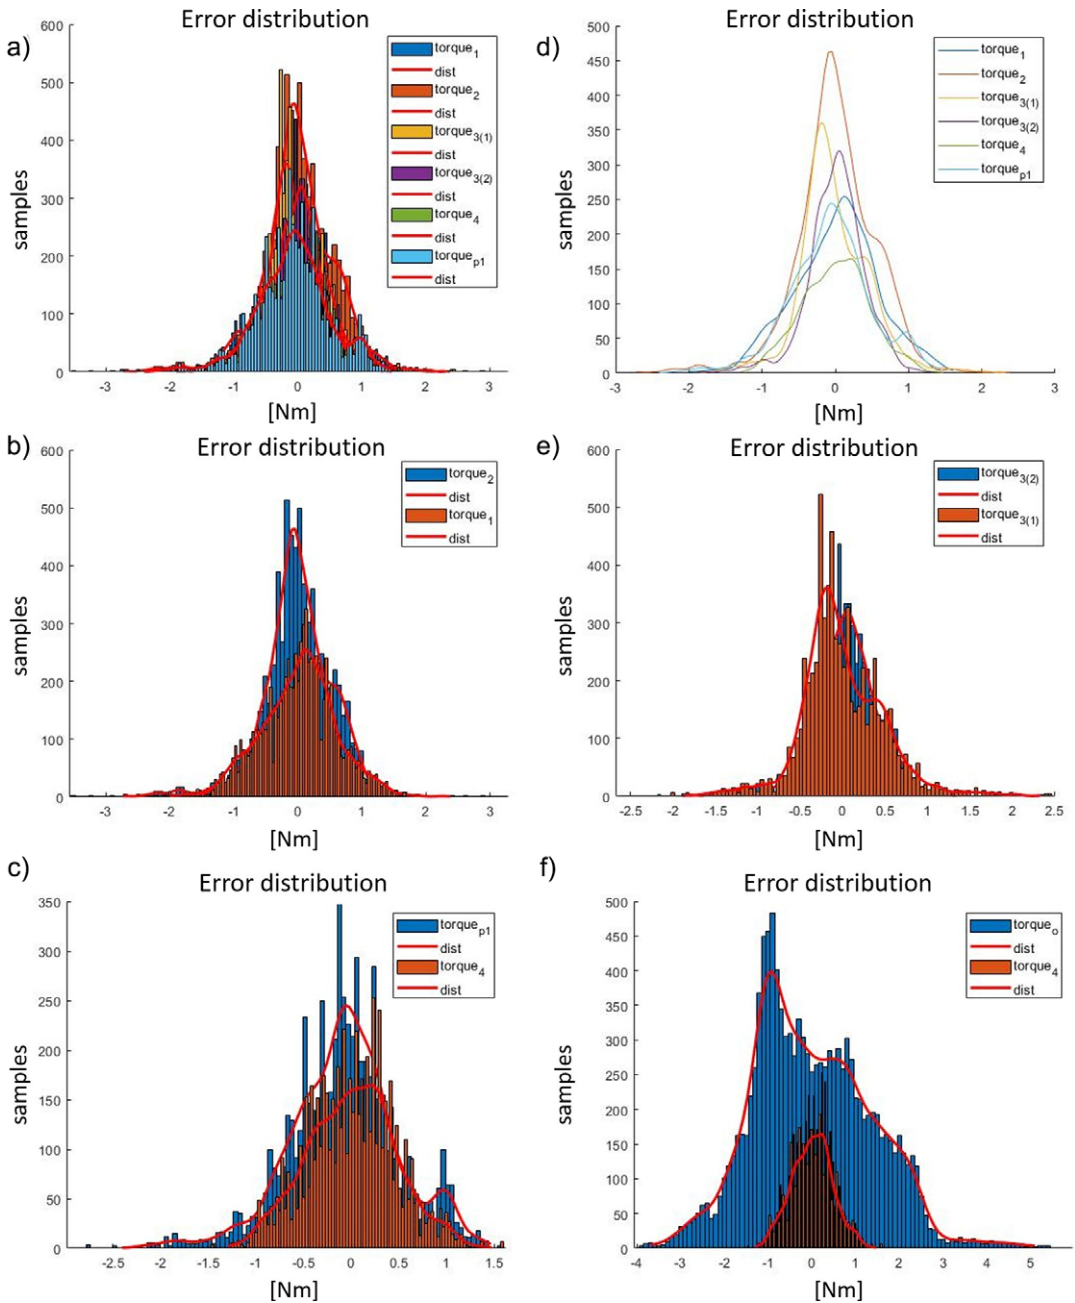 a)
Error distribution
600
500
400
300
200
100
0
samples
-3 -2 -1 0 1 2 3
[Nm]
torque1
dist
torque2
dist
torque3(1)
dist
torque3(2)
dist
torque4
dist
torquep1
dist
d)
Error distribution
500
450
400
350
300
250
200
150
100
50
0
samples
-3 -2 -1 0 1 2 3
[Nm]
torque1
torque2
torque3(1)
torque3(2)
torque4
torquep1
b)
Error distribution
600
500
400
300
200
100
0
samples
-3 -2 -1 0 1 2 3
[Nm]
torque2
dist
torque1
dist
e)
Error distribution
600
500
400
300
200
100
0
samples
-2.5 -2 -1.5 -1 -0.5 0 0.5 1 1.5 2 2.5
[Nm]
torque3(2)
dist
torque3(1)
dist
c)
Error distribution
350
300
250
200
150
100
50
0
samples
-2.5 -2 -1.5 -1 -0.5 0 0.5 1 1.5
[Nm]
torquep1
dist
torque4
dist
f)
Error distribution
500
450
400
350
300
250
200
150
100
50
0
samples
-4 -3 -2 -1 0 1 2 3 4 5
[Nm]
torqueo
dist
torque4
dist